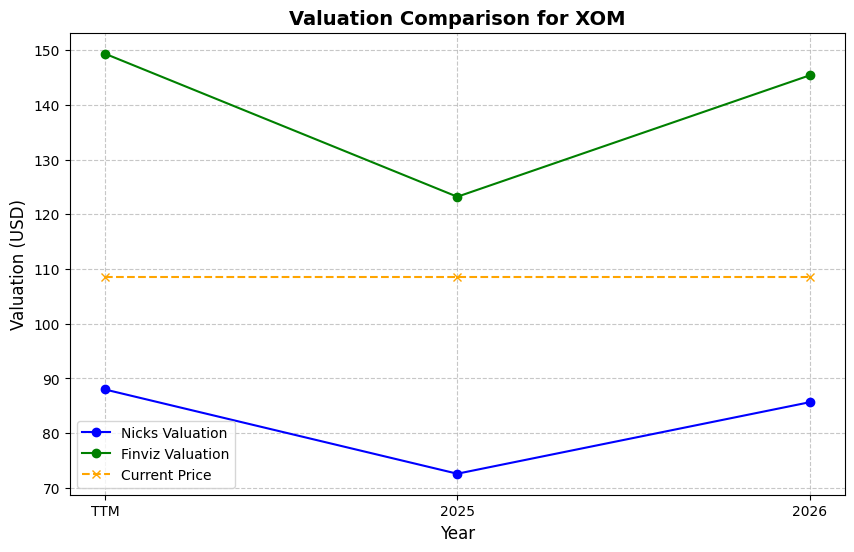 Valuation Comparison for XOM
Valuation (USD)
150
140
130
120
110
100
90
80
70
Nicks Valuation
Finviz Valuation
Current Price
TTM
2025
2026
Year